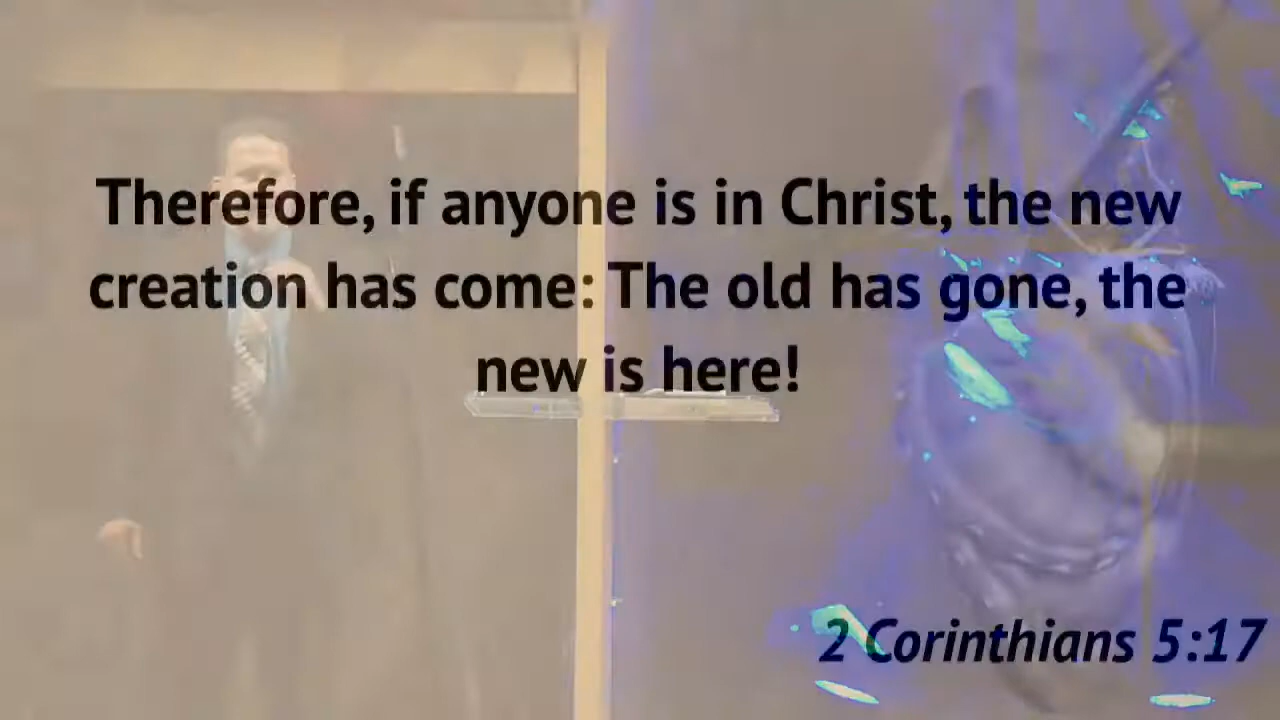 Therefore, if anyone is in Christ, the new
creation has come: The old has gone, the
new is here!
2 Corinthians 5:17